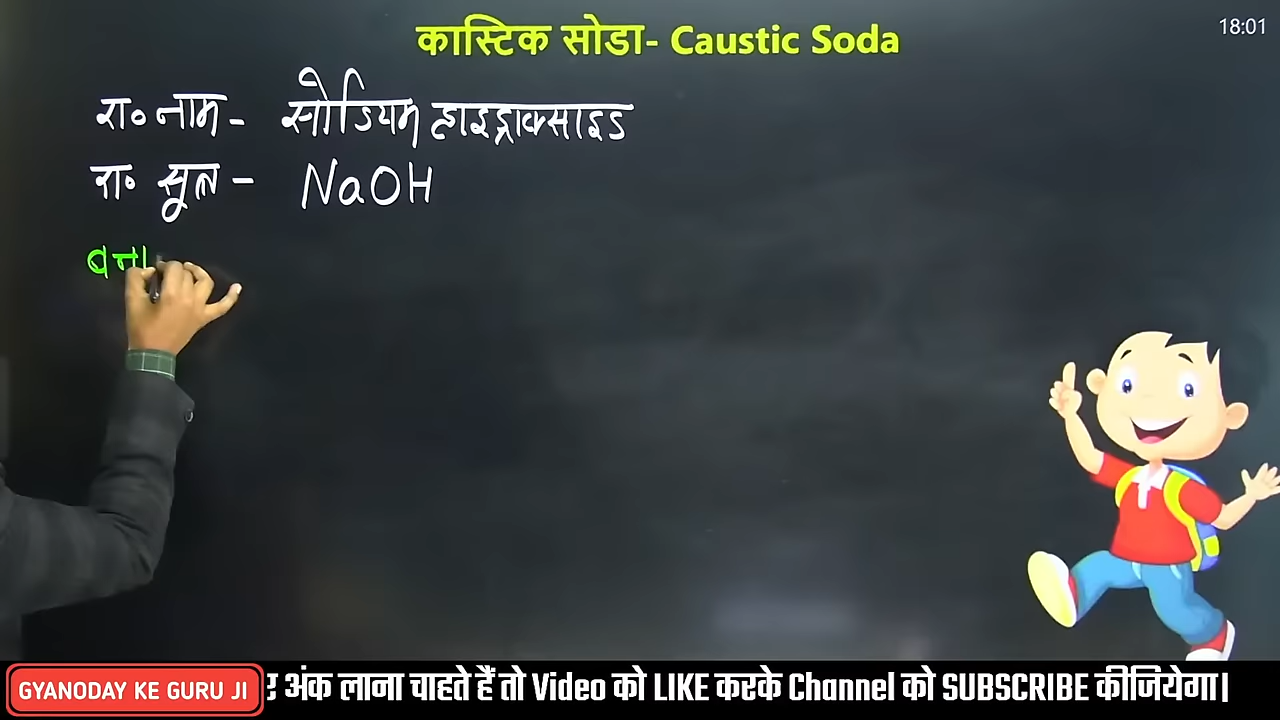 कास्टिक सोडा- Caustic Soda
18:01
रा० नाम - सोडियम हाइड्राक्साइड
रा० सूत्र - NaOH
बना
GYANODAY KE GURU JI
अंक लाना चाहते हैं तो Video को LIKE करके Channel को SUBSCRIBE कीजियेगा|